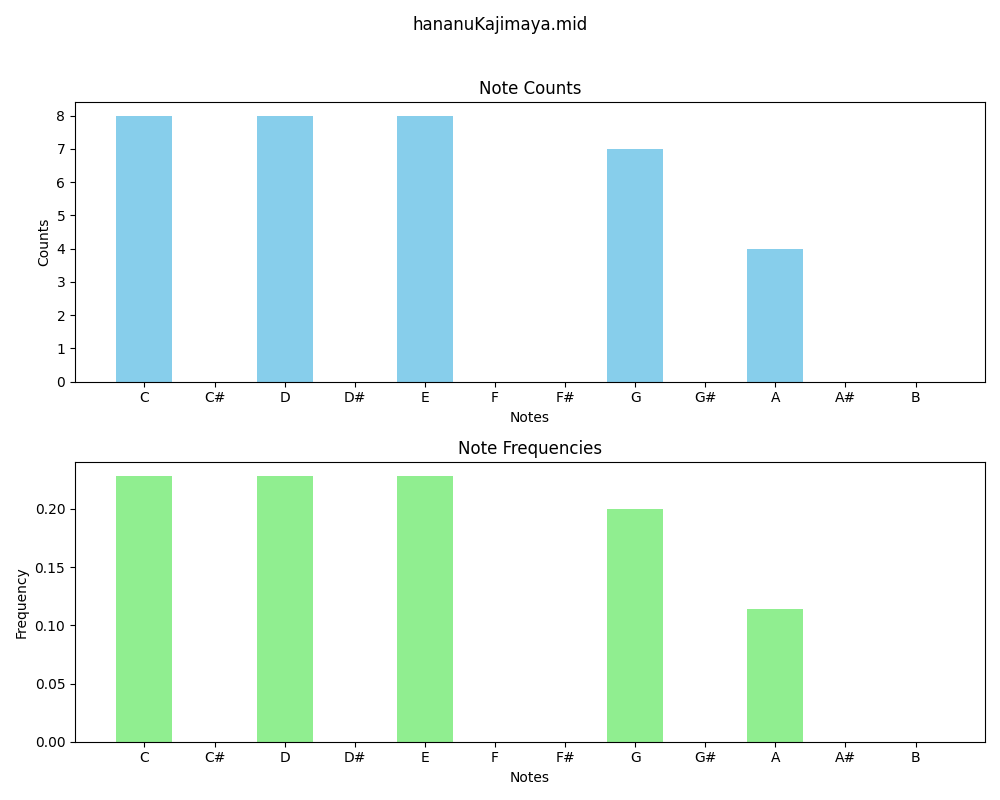 hananuKajimaya.mid
Note Counts
8
7
6
5
4
3
2
1
0
Counts
C C# D D# E F F# G G# A A# B
Notes
Note Frequencies
0.20
0.15
0.10
0.05
0.00
Frequency
C C# D D# E F F# G G# A A# B
Notes